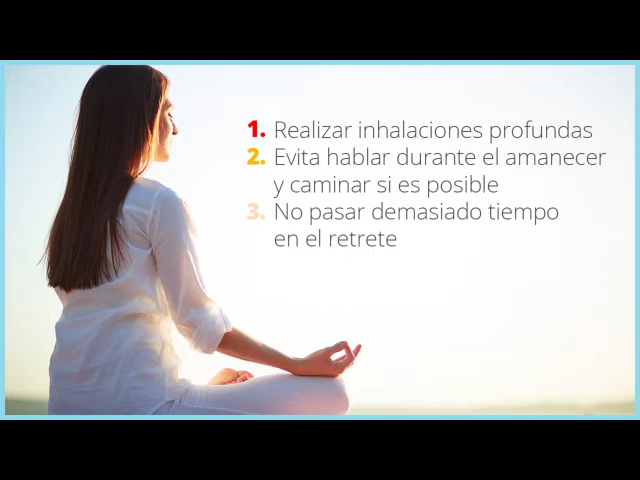 1. Realizar inhalaciones profundas
2. Evita hablar durante el amanecer
y caminar si es posible
3. No pasar demasiado tiempo
en el retrete